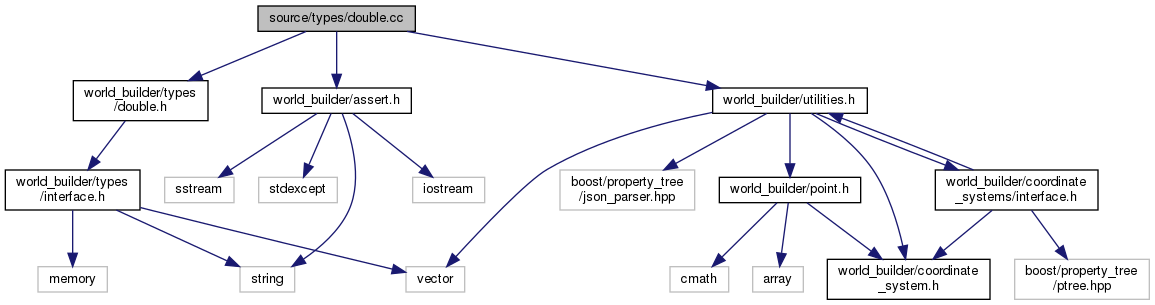 source/types/double.cc
world_builder/types
/double.h
world_builder/assert.h
world_builder/utilities.h
world_builder/types
/interface.h
sstream
stdexcept
iostream
boost/property_tree
/json_parser.hpp
world_builder/point.h
world_builder/coordinate
_systems/interface.h
memory
string
vector
cmath
array
world_builder/coordinate
_system.h
boost/property_tree
/ptree.hpp